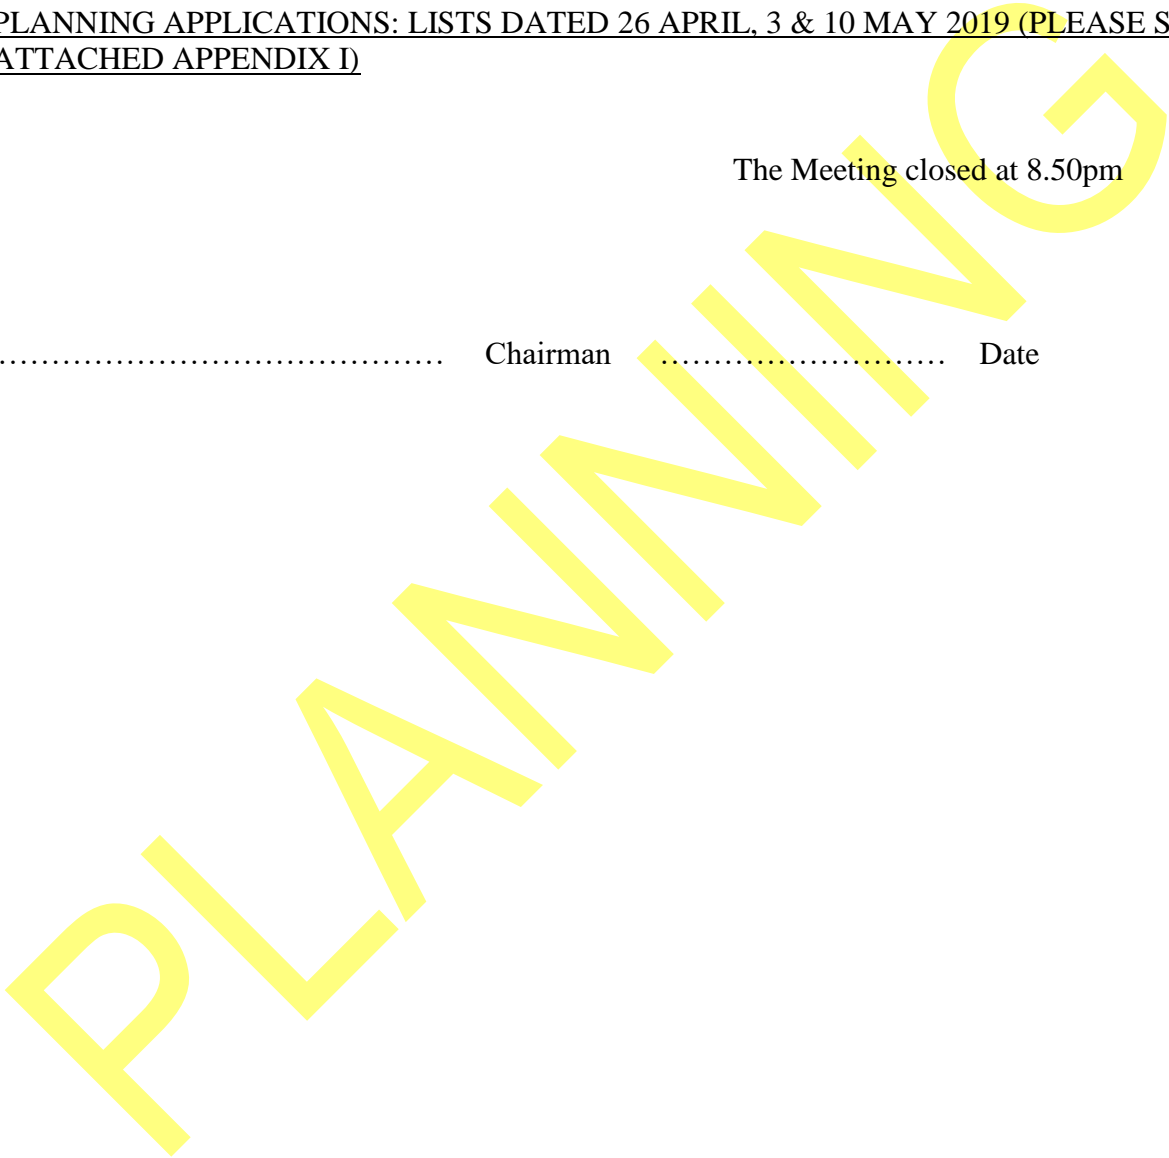 PLANNING APPLICATIONS: LISTS DATED 26 APRIL, 3 & 10 MAY 2019 (PLEASE S
ATTACHED APPENDIX I)
The Meeting closed at 8.50pm
…………………………………… Chairman ……………………… Date
PLANNING